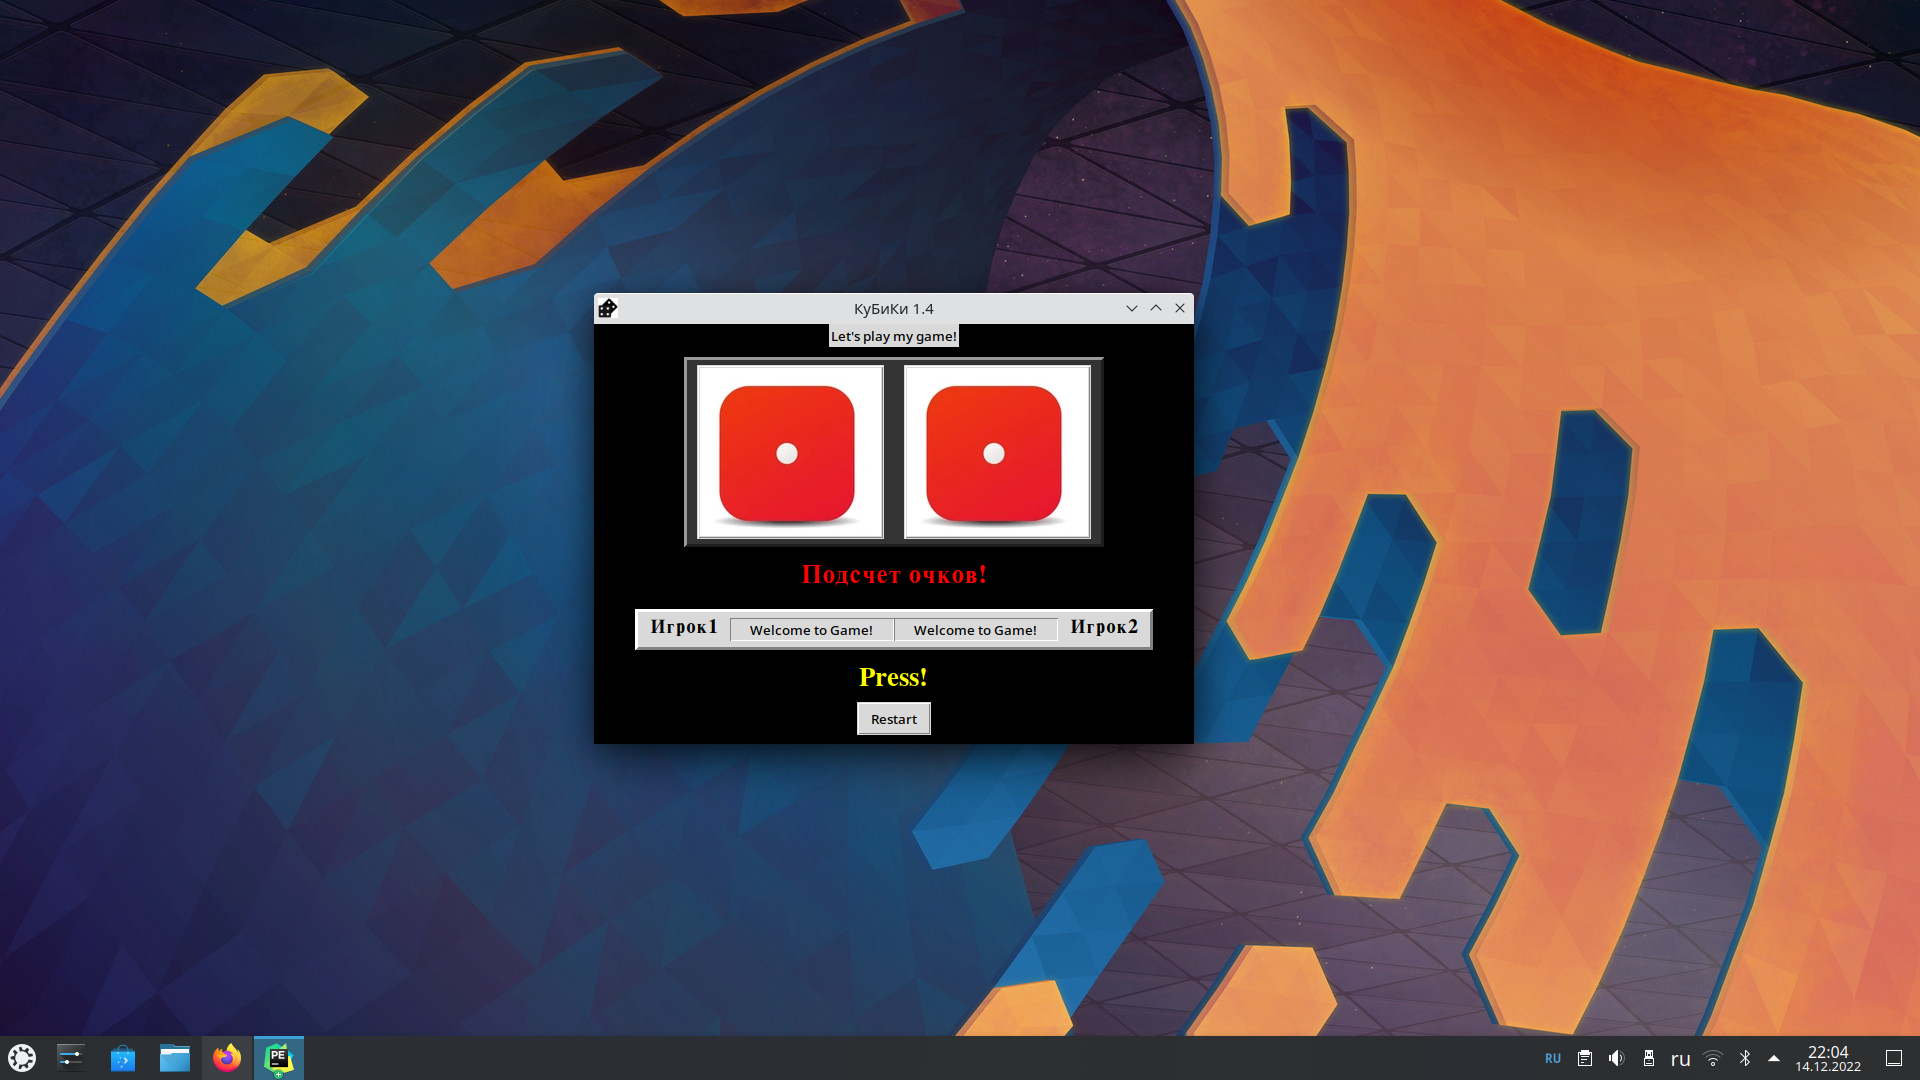 КуБиКи 1.4
Let's play my game!
Подсчет очков!
Игрок1 Welcome to Game! Welcome to Game! Игрок2
Press!
Restart
PE
RU ru 22:04
14.12.2022